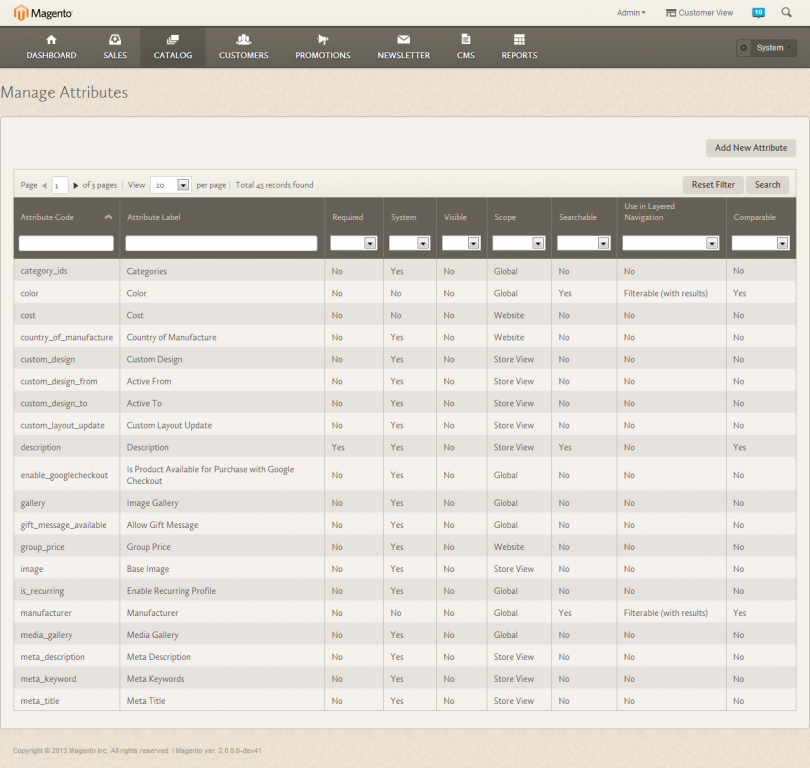 Magento
Admin Customer View 10
DASHBOARD SALES CATALOG CUSTOMERS PROMOTIONS NEWSLETTER CMS REPORTS System
Manage Attributes
Add New Attribute
Page 1 of 3 pages | View 20 per page | Total 45 records found Reset Filter Search
Attribute Code Attribute Label Required System Visible Scope Searchable Use in Layered Navigation Comparable
category_ids Categories No Yes No Global No No No
color Color No No No Global Yes Filterable (with results) Yes
cost Cost No No No Website No No No
country_of_manufacture Country of Manufacture No Yes No Website No No No
custom_design Custom Design No Yes No Store View No No No
custom_design_from Active From No Yes No Store View No No No
custom_design_to Active To No Yes No Store View No No No
custom_layout_update Custom Layout Update No Yes No Store View No No No
description Description Yes Yes No Store View Yes No Yes
enable_googlecheckout Is Product Available for Purchase with Google Checkout No Yes No Global No No No
gallery Image Gallery No Yes No Global No No No
gift_message_available Allow Gift Message No Yes No Global No No No
group_price Group Price No Yes No Website No No No
image Base Image No Yes No Store View No No No
is_recurring Enable Recurring Profile No Yes No Global No No No
manufacturer Manufacturer No No No Global Yes Filterable (with results) Yes
media_gallery Media Gallery No Yes No Global No No No
meta_description Meta Description No Yes No Store View No No No
meta_keyword Meta Keywords No Yes No Store View No No No
meta_title Meta Title No Yes No Store View No No No
Copyright © 2013 Magento Inc. All rights reserved. / Magento ver. 2.0.0.0-dev41